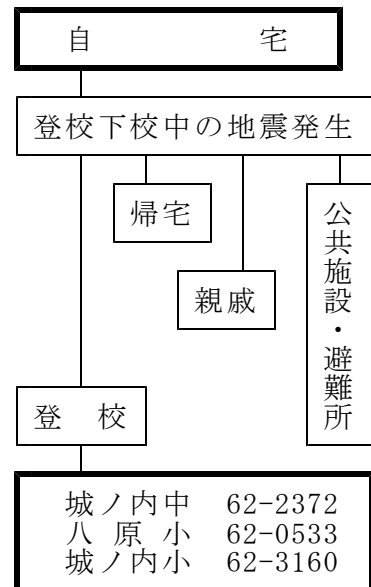 自　　　　宅
登校下校中の地震発生
帰宅
親戚
公共施設・避難所
登　校
城ノ内中　62-2372
八 原 小　62-0533
城ノ内小　62-3160